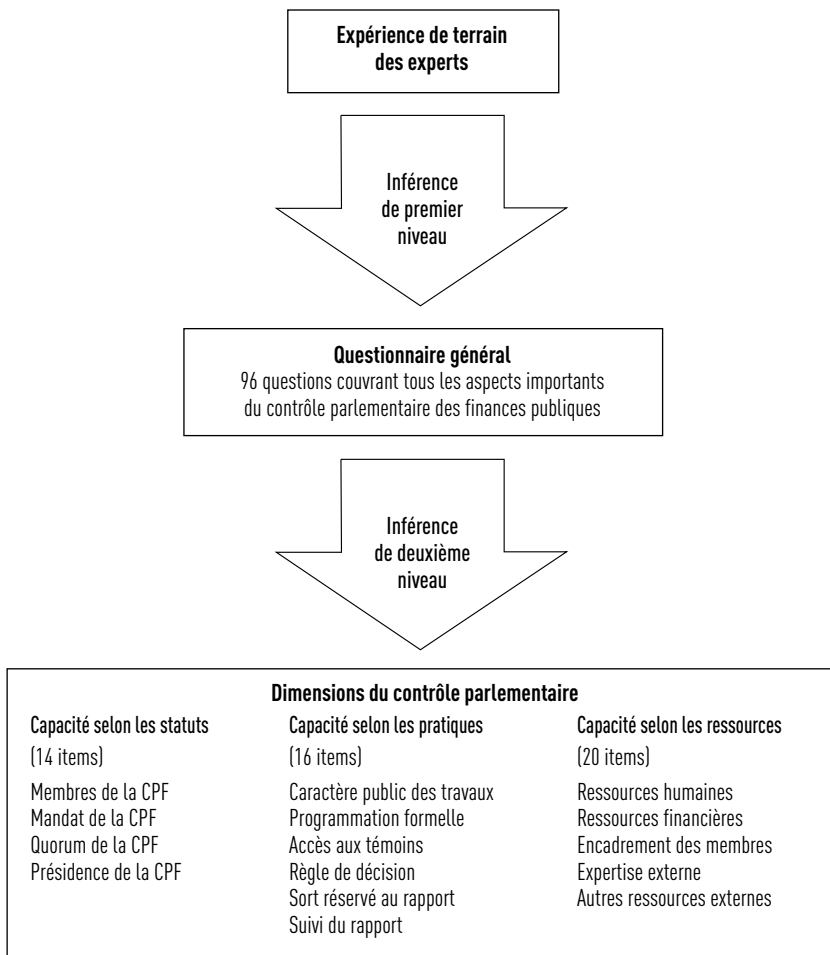 Expérience de terrain
des experts
Inférence
de premier
niveau
Questionnaire général
96 questions couvrant tous les aspects importants
du contrôle parlementaire des finances publiques
Inférence
de deuxième
niveau
Dimensions du contrôle parlementaire
Capacité selon les statuts
(14 items)
Membres de la CPF
Mandat de la CPF
Quorum de la CPF
Présidence de la CPF
Capacité selon les pratiques
(16 items)
Caractère public des travaux
Programmation formelle
Accès aux témoins
Règle de décision
Sort réservé au rapport
Suivi du rapport
Capacité selon les ressources
(20 items)
Ressources humaines
Ressources financières
Encadrement des membres
Expertise externe
Autres ressources externes